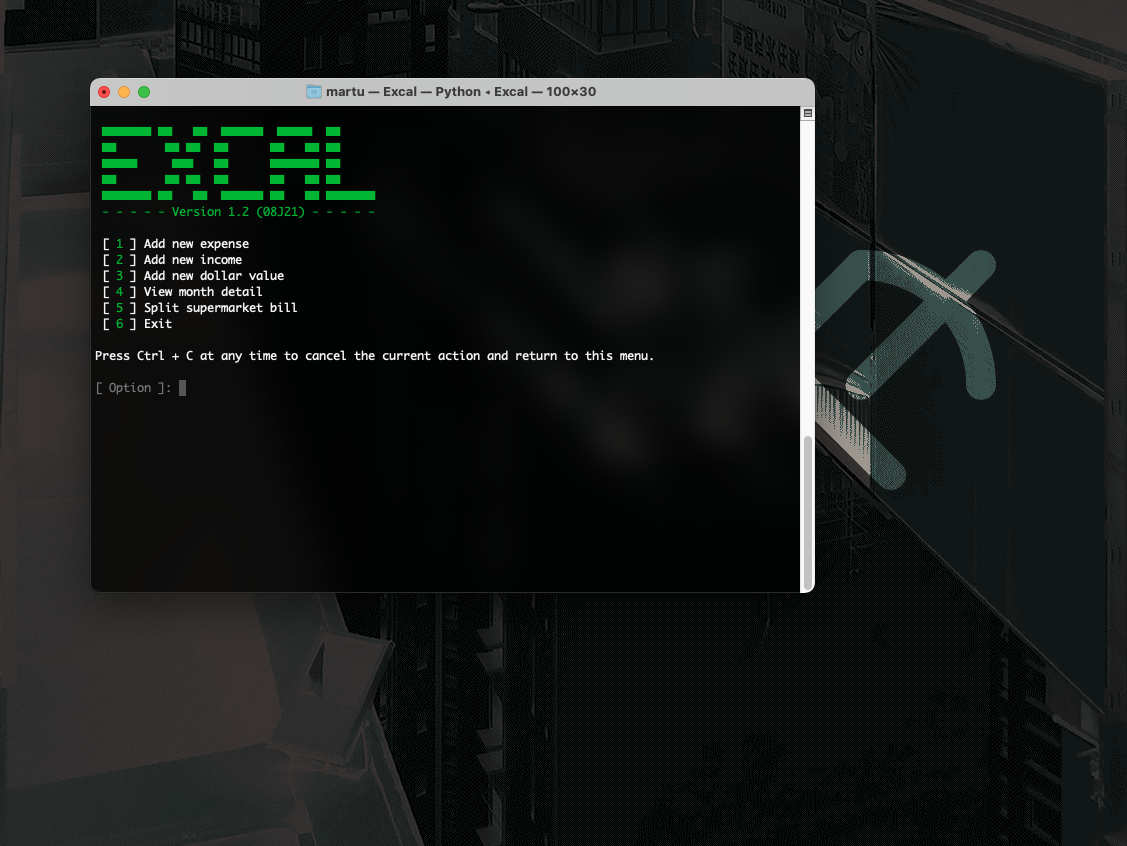 martu — Excal — Python ◂ Excal — 100×30
EXCAL
- - - - - Version 1.2 (08J21) - - - - -
[ 1 ] Add new expense
[ 2 ] Add new income
[ 3 ] Add new dollar value
[ 4 ] View month detail
[ 5 ] Split supermarket bill
[ 6 ] Exit
Press Ctrl + C at any time to cancel the current action and return to this menu.
[ Option ]: